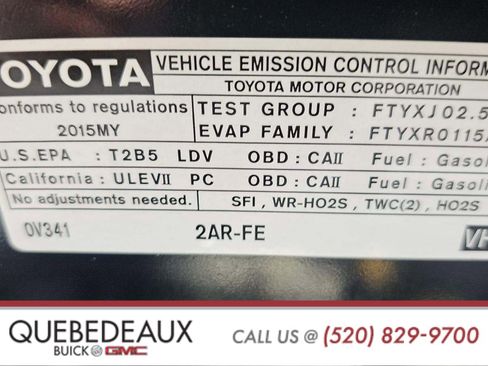 TOYOTA VEHICLE EMISSION CONTROL INFORM
TOYOTA MOTOR CORPORATION
onforms to regulations
2015MY
TEST GROUP : FTYXJ02.5
EVAP FAMILY : FTYXR0115
U.S.EPA : T2B5 LDV OBD : CAII Fuel : Gasol
California : ULEVII PC OBD : CAII Fuel : Gasoli
No adjustments needed. SFI , WR-HO2S , TWC(2) , HO2S
0V341 2AR-FE VH
QUEBEDEAUX
BUICK GMC
CALL US @ (520) 829-9700